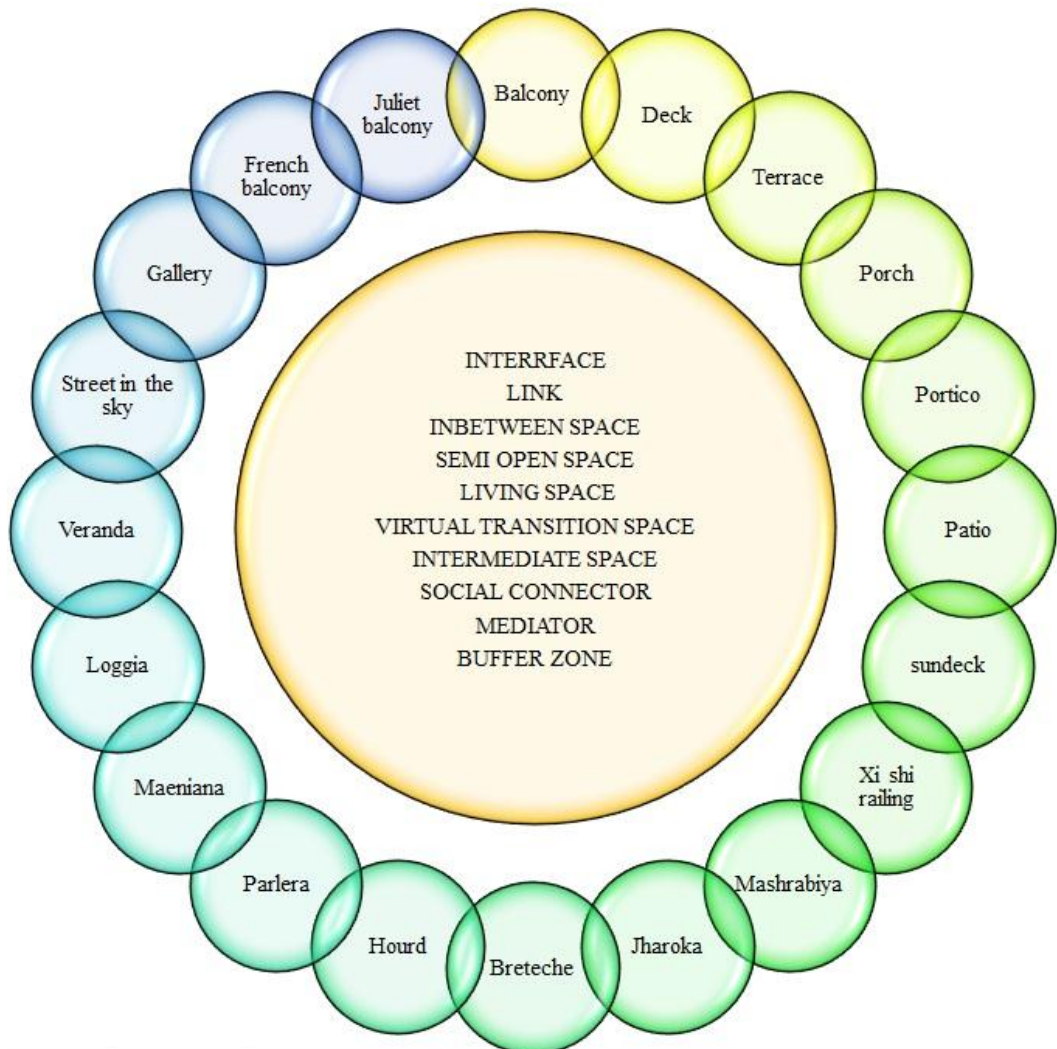 Balcony
Deck
Terrace
Porch
Portico
Patio
sundeck
Xi shi
railing
Mashrabiya
Jharoka
Breteche
Hourd
Parlera
Maeniana
Loggia
Veranda
Street in the
sky
Gallery
French
balcony
Juliet
balcony
INTERRFACE
LINK
INBETWEEN SPACE
SEMI OPEN SPACE
LIVING SPACE
VIRTUAL TRANSITION SPACE
INTERMEDIATE SPACE
SOCIAL CONNECTOR
MEDIATOR
BUFFER ZONE